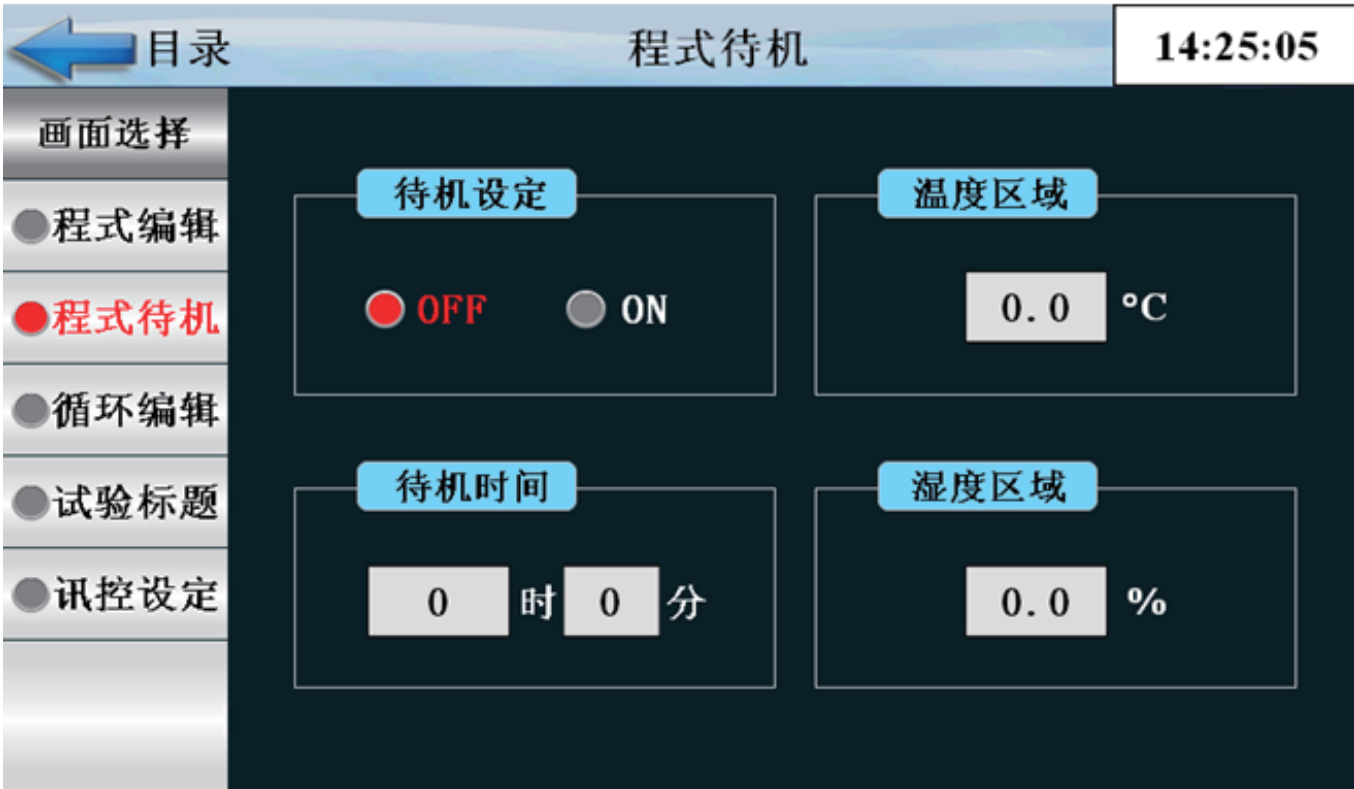 目录
程式待机
14:25:05
画面选择
程式编辑
程式待机
循环编辑
试验标题
讯控设定
待机设定
OFF ON
温度区域
0.0 °C
待机时间
0 时 0 分
湿度区域
0.0 %